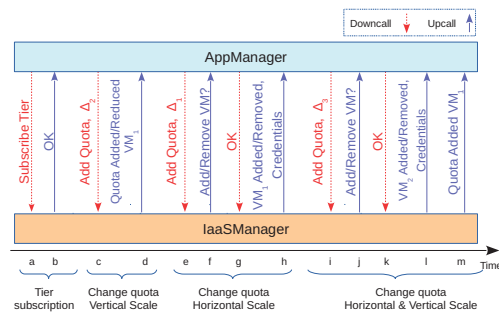 Downcall
Upcall
AppManager
Subscribe Tier
OK
Add Quota, Δ2
Quota Added/Reduced
VM1
Add Quota, Δ1
Add/Remove VM?
OK
VM1 Added/Removed,
Credentials
Add Quota, Δ3
Add/Remove VM?
OK
VM2 Added/Removed,
Credentials
Quota Added VM1
IaaSManager
a b c d e f g h i j k l m
Time
Tier
subscription
Change quota
Vertical Scale
Change quota
Horizontal Scale
Change quota
Horizontal & Vertical Scale